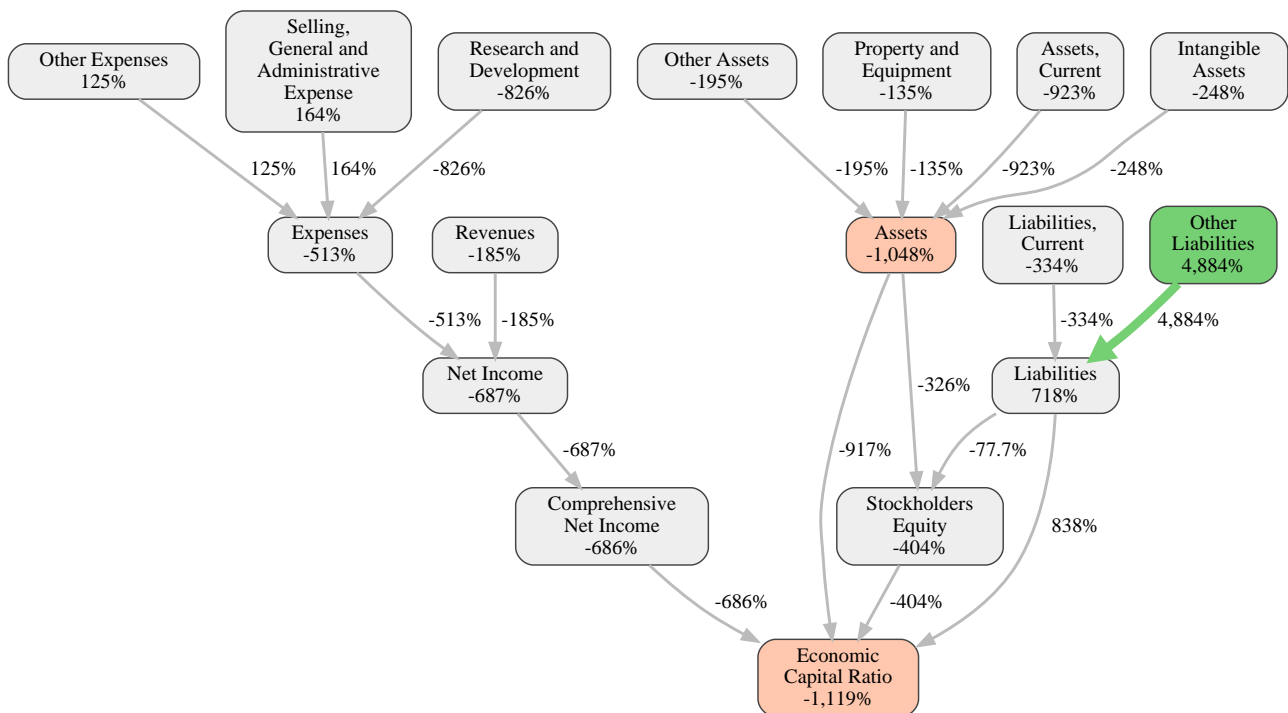 Other Expenses
125%
Selling,
General and
Administrative
Expense
164%
Research and
Development
-826%
Other Assets
-195%
Property and
Equipment
-135%
Assets,
Current
-923%
Intangible
Assets
-248%
125%
164%
-826%
-195%
-135%
-923%
-248%
Expenses
-513%
Revenues
-185%
Assets
-1,048%
Liabilities,
Current
-334%
Other
Liabilities
4,884%
-513%
-185%
-334%
4,884%
Net Income
-687%
-326%
Liabilities
718%
-687%
-917%
-77.7%
Comprehensive
Net Income
-686%
Stockholders
Equity
-404%
838%
-686%
-404%
Economic
Capital Ratio
-1,119%